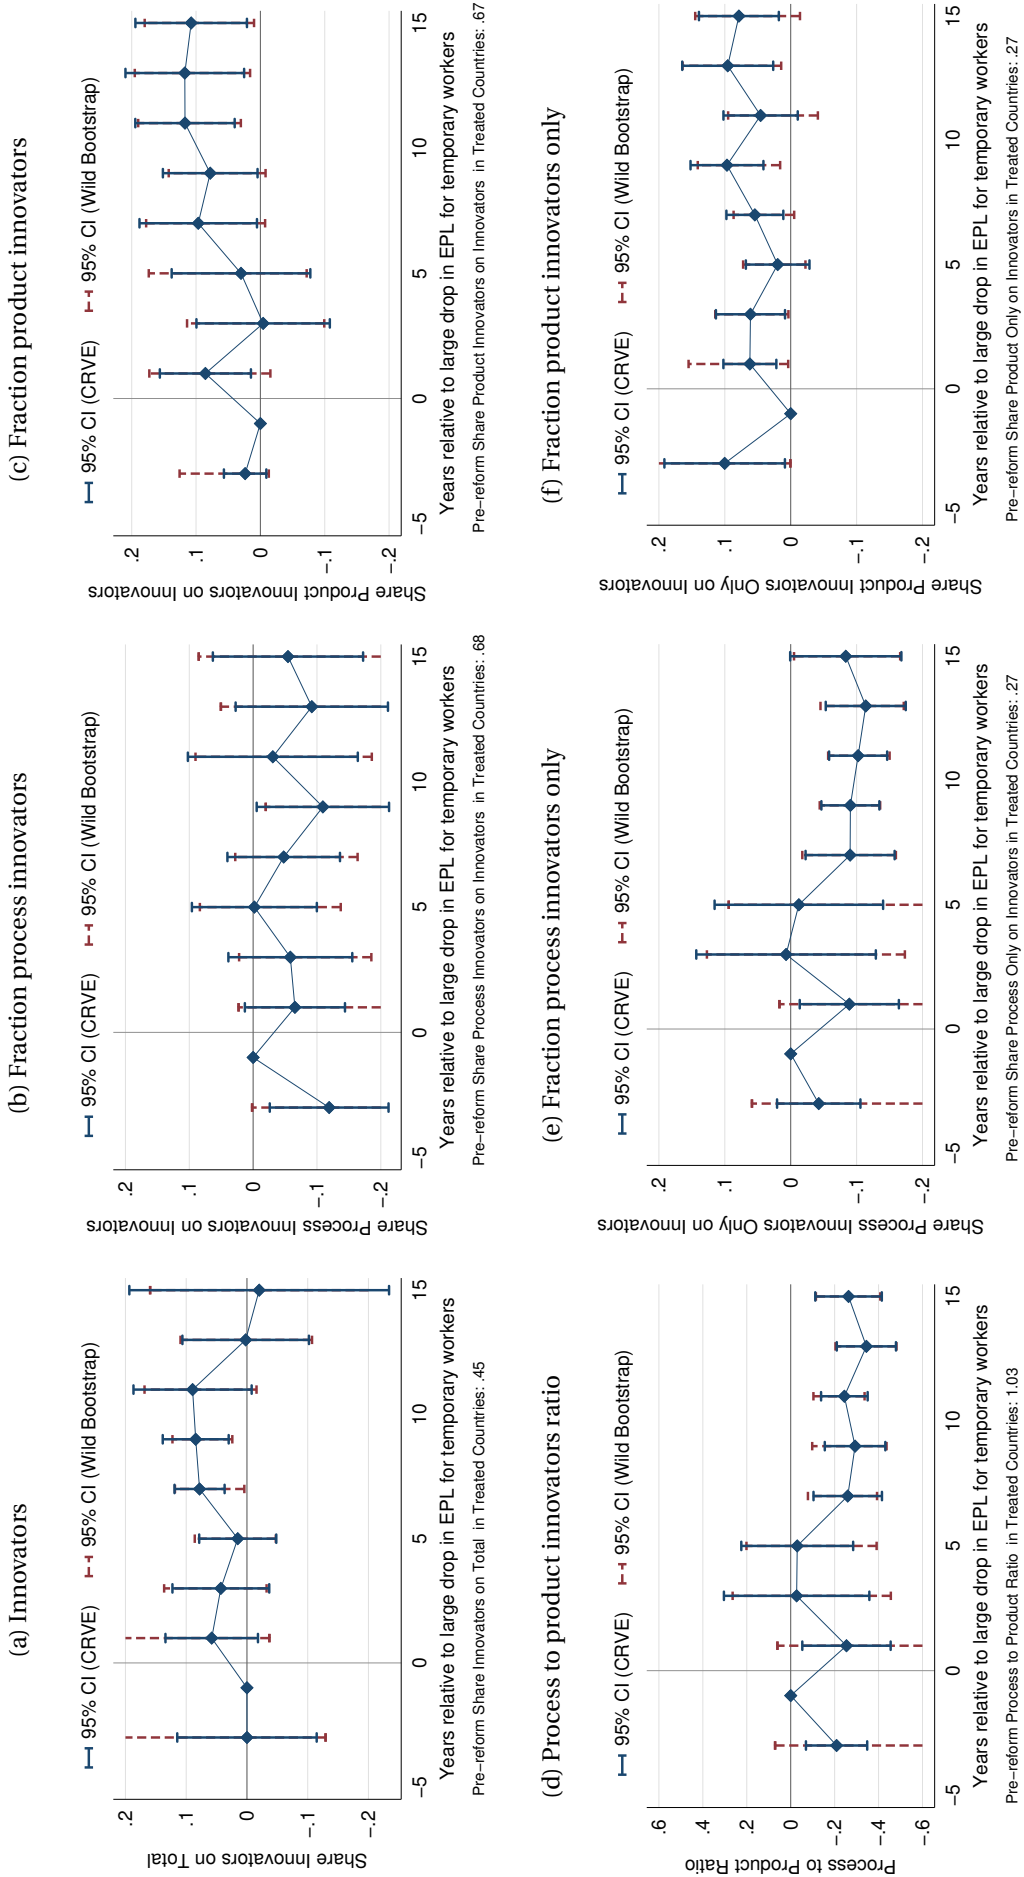 (a) Innovators
95% CI (CRVE) 95% CI (Wild Bootstrap)
Share Innovators on Total
.2
.1
0
−.1
−.2
−5 0 5 10 15
Years relative to large drop in EPL for temporary workers
Pre−reform Share Innovators on Total in Treated Countries: .45
(b) Fraction process innovators
95% CI (CRVE) 95% CI (Wild Bootstrap)
Share Process Innovators on Innovators
.2
.1
0
−.1
−.2
−5 0 5 10 15
Years relative to large drop in EPL for temporary workers
Pre−reform Share Process Innovators on Innovators in Treated Countries: .68
(c) Fraction product innovators
95% CI (CRVE) 95% CI (Wild Bootstrap)
Share Product Innovators on Innovators
.2
.1
0
−.1
−.2
−5 0 5 10 15
Years relative to large drop in EPL for temporary workers
Pre−reform Share Product Innovators on Innovators in Treated Countries: .67
(d) Process to product innovators ratio
95% CI (CRVE) 95% CI (Wild Bootstrap)
Process to Product Ratio
.6
.4
.2
0
−.2
−.4
−.6
−5 0 5 10 15
Years relative to large drop in EPL for temporary workers
Pre−reform Process to Product Ratio in Treated Countries: 1.03
(e) Fraction process innovators only
95% CI (CRVE) 95% CI (Wild Bootstrap)
Share Process Innovators Only on Innovators
.2
.1
0
−.1
−.2
−5 0 5 10 15
Years relative to large drop in EPL for temporary workers
Pre−reform Share Process Only on Innovators in Treated Countries: .27
(f) Fraction product innovators only
95% CI (CRVE) 95% CI (Wild Bootstrap)
Share Product Innovators Only on Innovators
.2
.1
0
−.1
−.2
−5 0 5 10 15
Years relative to large drop in EPL for temporary workers
Pre−reform Share Product Only on Innovators in Treated Countries: .27